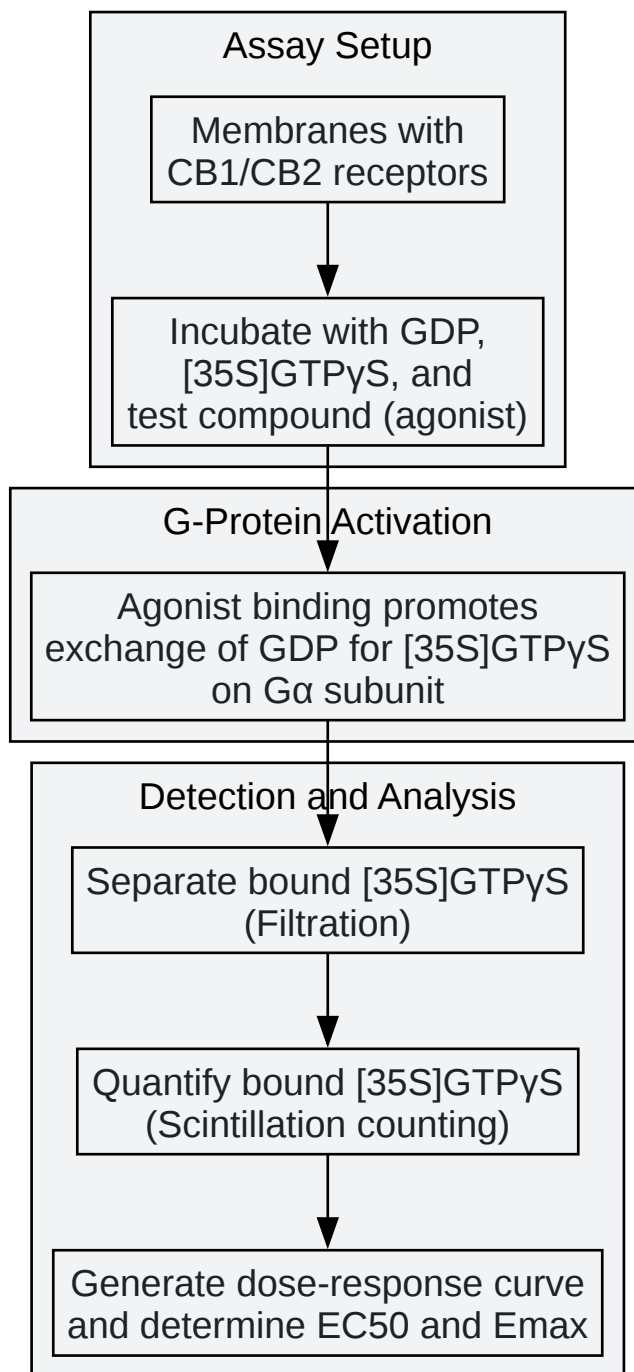 Assay Setup
Membranes with
CB1/CB2 receptors
Incubate with GDP,
[35S]GTPγS, and
test compound (agonist)
G-Protein Activation
Agonist binding promotes
exchange of GDP for [35S]GTPγS
on Gα subunit
Detection and Analysis
Separate bound [35S]GTPγS
(Filtration)
Quantify bound [35S]GTPγS
(Scintillation counting)
Generate dose-response curve
and determine EC50 and Emax